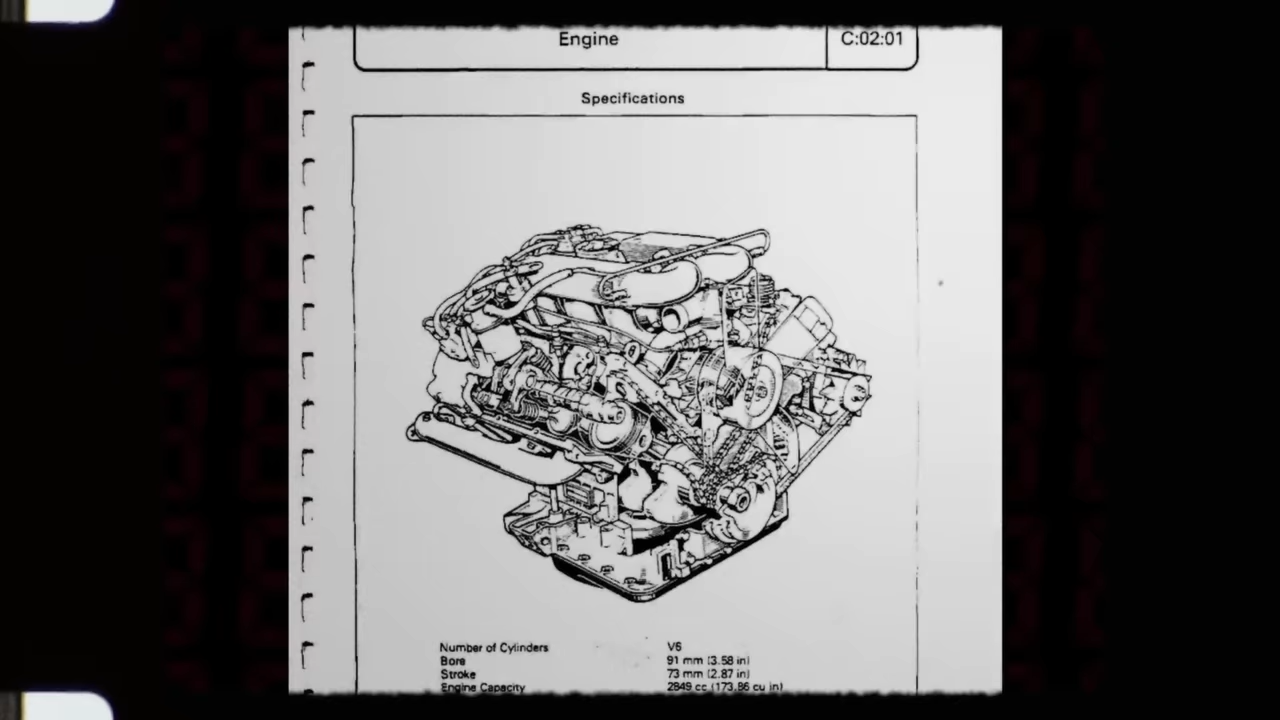 Engine C:02:01
Specifications
Number of Cylinders V6
Bore 91 mm (3.58 in)
Stroke 73 mm (2.87 in)
Engine Capacity 2849 cc (173.86 cu in)